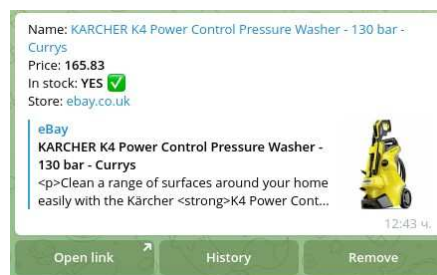 Name: KARCHER K4 Power Control Pressure Washer - 130 bar -
Currys
Price: 165.83
In stock: YES ✅
Store: ebay.co.uk
eBay
KARCHER K4 Power Control Pressure Washer -
130 bar - Currys
<p>Clean a range of surfaces around your home
easily with the Kärcher <strong>K4 Power Cont...
12:43 ч.
Open link
History
Remove